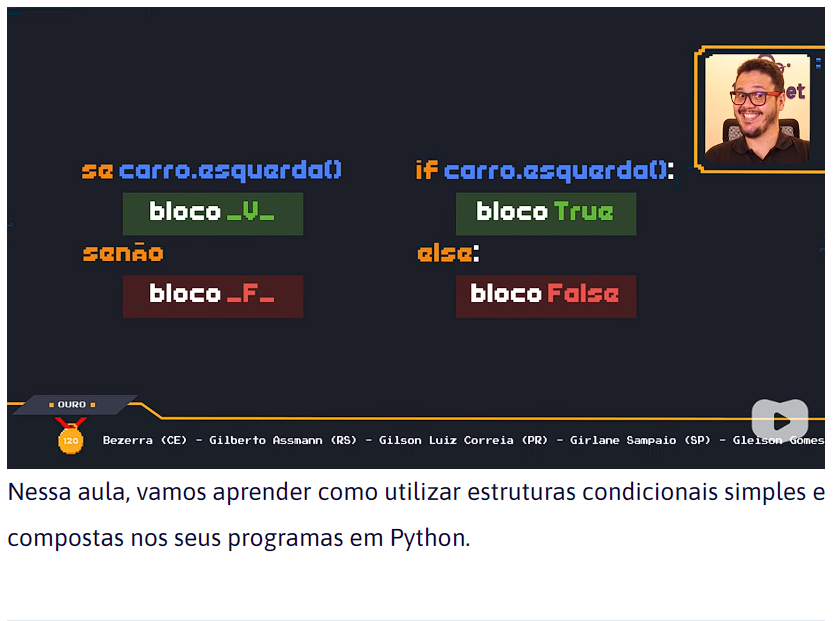 se carro.esquerda()
bloco _V_
senão
bloco _F_
if carro.esquerda():
bloco True
else:
bloco False
et
OURO
120
Bezerra (CE) - Gilberto Assmann (RS) - Gilson Luiz Correia (PR) - Girlane Sampaio (SP) - Gleison Gomes
Nessa aula, vamos aprender como utilizar estruturas condicionais simples e
compostas nos seus programas em Python.